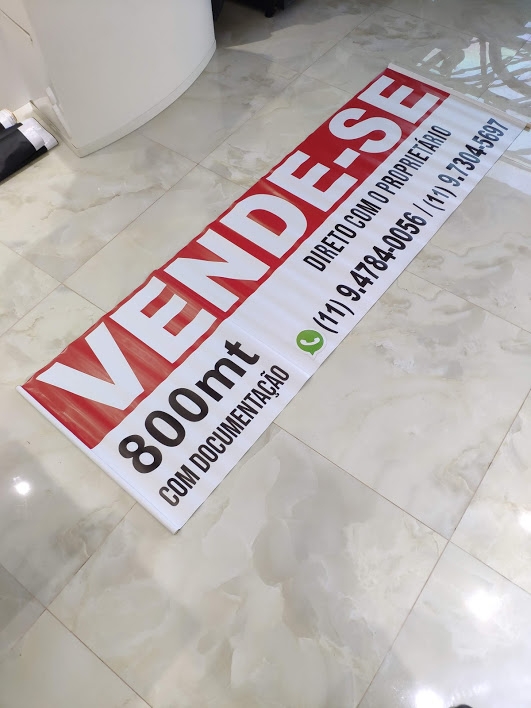 VENDE-SE
800mt
COM DOCUMENTAÇÃO
DIRETO COM O PROPRIETÁRIO
(11) 9.4784-0056 / (11) 9.7304-5697